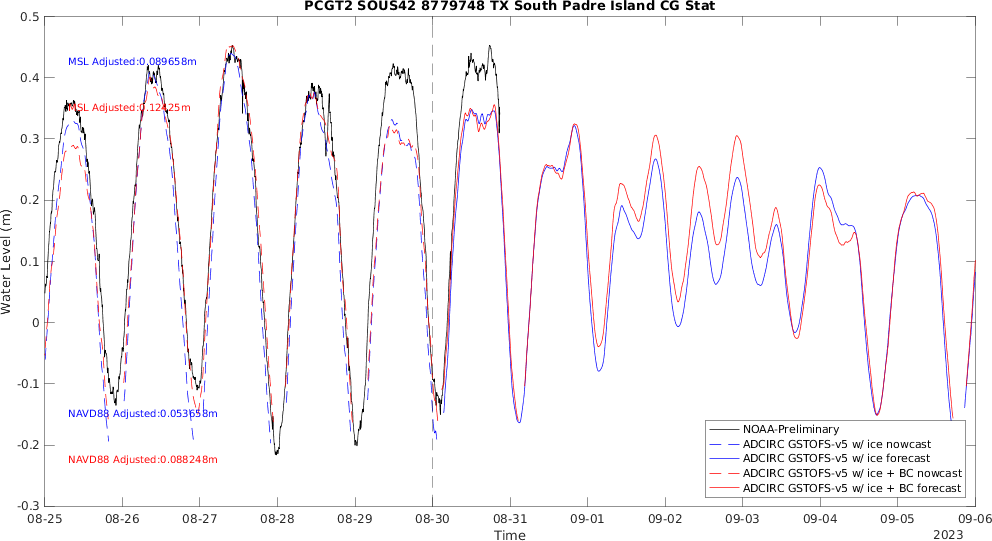 PCGT2 SOUS42 8779748 TX South Padre Island CG Stat
0.5
0.4
0.3
0.2
0.1
0
-0.1
-0.2
-0.3
Water Level (m)
MSL Adjusted:0.089658m
MSL Adjusted:0.12425m
NAVD88 Adjusted:0.053658m
NAVD88 Adjusted:0.088248m
NOAA-Preliminary
ADCIRC GSTOFS-v5 w/ ice nowcast
ADCIRC GSTOFS-v5 w/ ice forecast
ADCIRC GSTOFS-v5 w/ ice + BC nowcast
ADCIRC GSTOFS-v5 w/ ice + BC forecast
08-25 08-26 08-27 08-28 08-29 08-30 08-31 09-01 09-02 09-03 09-04 09-05 09-06
Time
2023